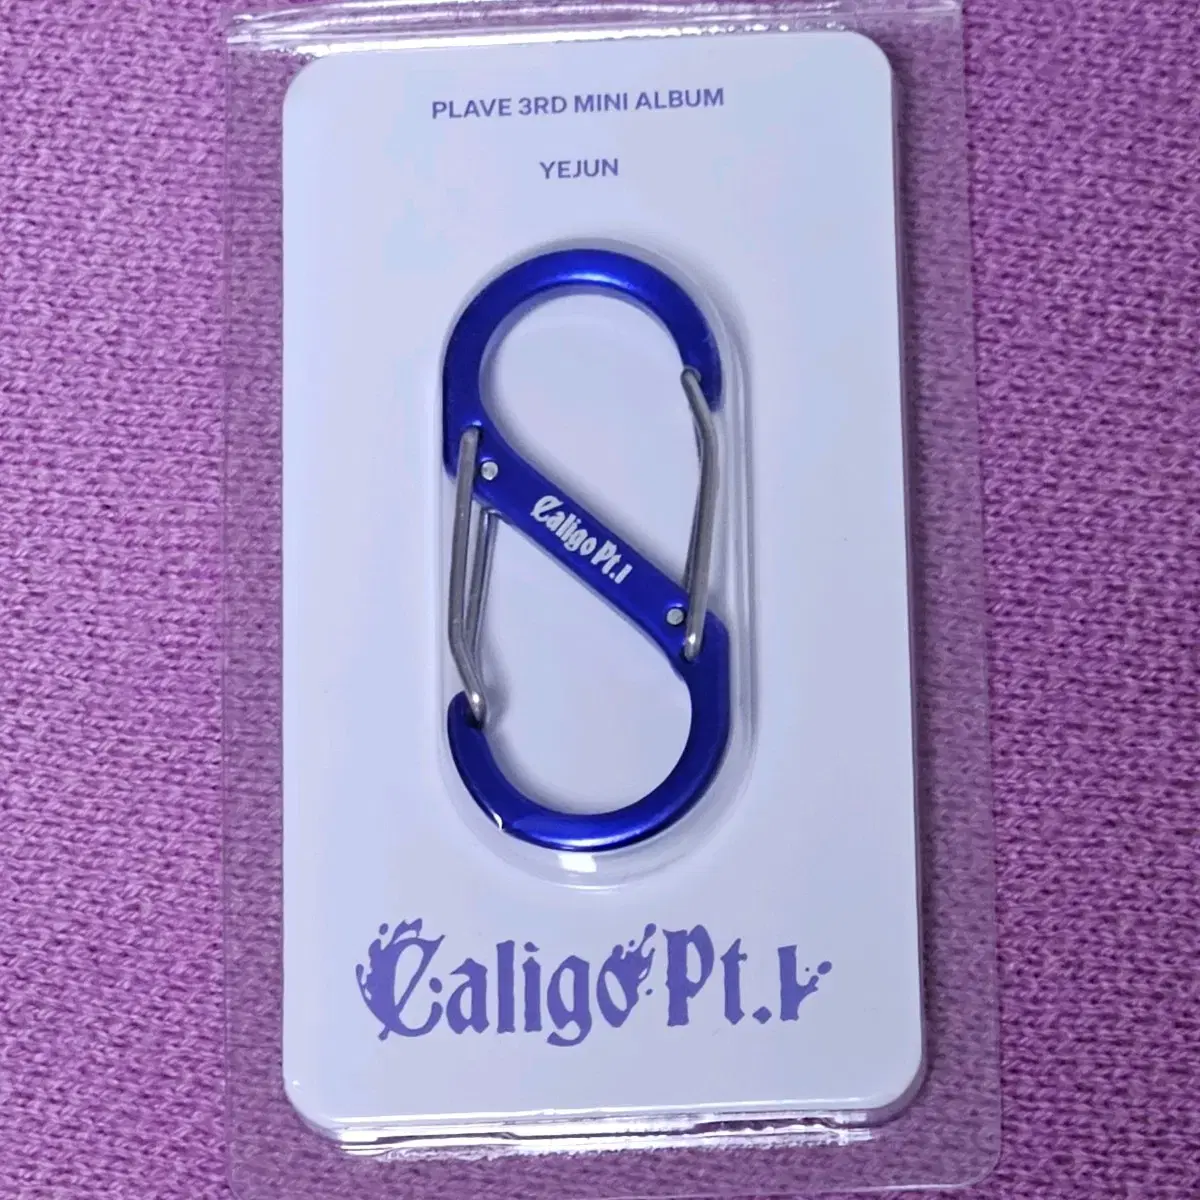 PLAVE 3RD MINI ALBUM
YEJUN
Caligo Pt.1
Caligo Pt.1